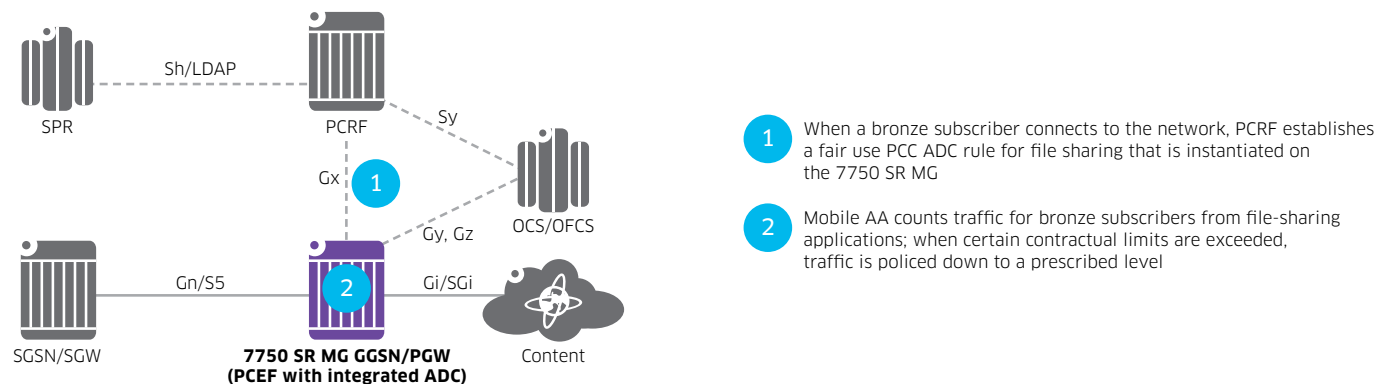 Sh/LDAP
SPR
PCRF
Sy
Gx
1
OCS/OFCS
Gy, Gz
2
Gn/S5
Gi/SGi
SGSN/SGW
7750 SR MG GGSN/PGW
(PCEF with integrated ADC)
Content
1
When a bronze subscriber connects to the network, PCRF establishes
a fair use PCC ADC rule for file sharing that is instantiated on
the 7750 SR MG
2
Mobile AA counts traffic for bronze subscribers from file-sharing
applications; when certain contractual limits are exceeded,
traffic is policed down to a prescribed level